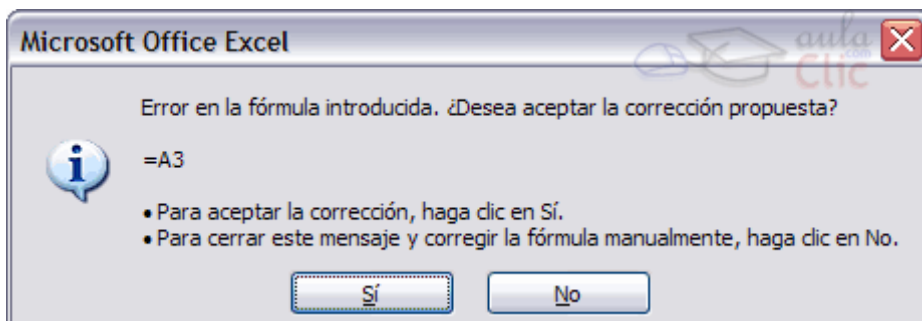 Microsoft Office Excel
aula
.com
Clic
Error en la fórmula introducida. ¿Desea aceptar la corrección propuesta?
=A3
• Para aceptar la corrección, haga clic en Sí.
• Para cerrar este mensaje y corregir la fórmula manualmente, haga clic en No.
Sí No